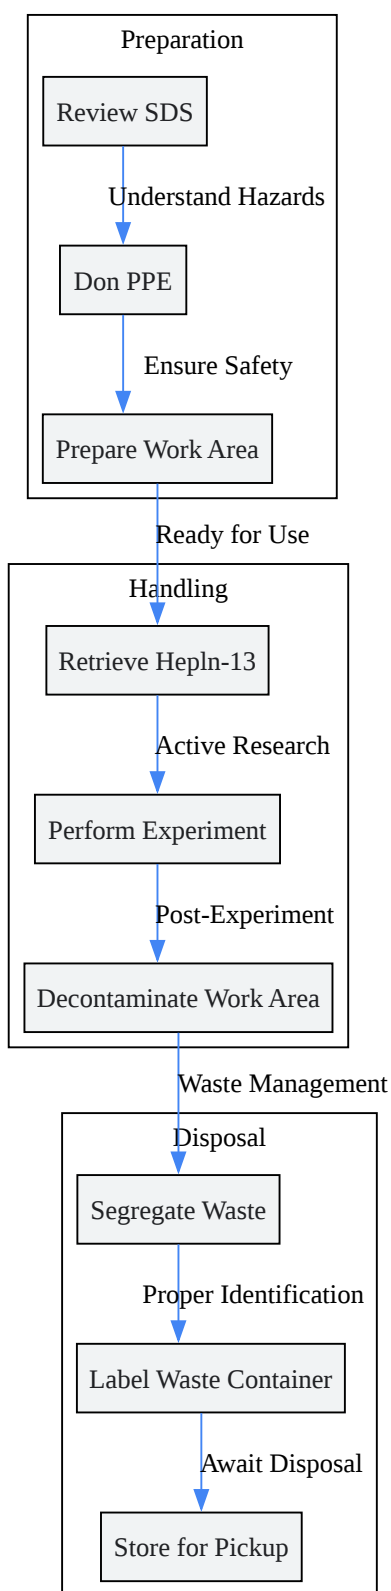 Preparation
Review SDS
Understand Hazards
Don PPE
Ensure Safety
Prepare Work Area
Ready for Use
Handling
Retrieve Hepln-13
Active Research
Perform Experiment
Post-Experiment
Decontaminate Work Area
Waste Management
Disposal
Segregate Waste
Proper Identification
Label Waste Container
Await Disposal
Store for Pickup